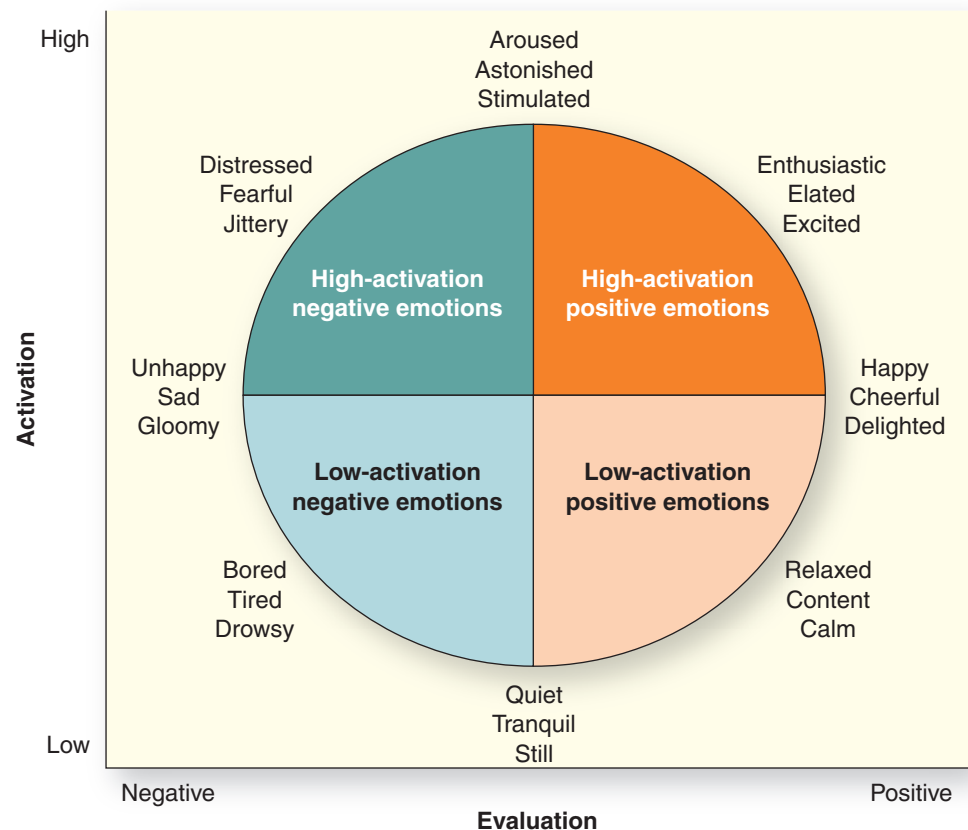 High
Aroused
Astonished
Stimulated
Distressed
Fearful
Jittery
Enthusiastic
Elated
Excited
High-activation
negative emotions
High-activation
positive emotions
Activation
Unhappy
Sad
Gloomy
Happy
Cheerful
Delighted
Low-activation
negative emotions
Low-activation
positive emotions
Bored
Tired
Drowsy
Relaxed
Content
Calm
Quiet
Tranquil
Still
Low
Negative
Positive
Evaluation